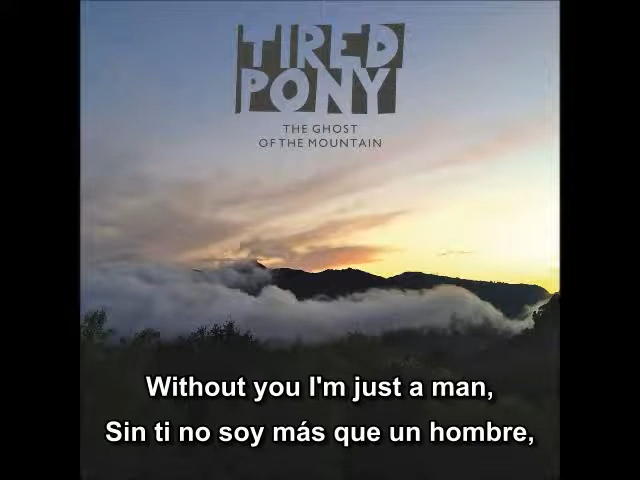 TIRED
PONY
THE GHOST
OF THE MOUNTAIN
Without you I'm just a man,
Sin ti no soy más que un hombre,